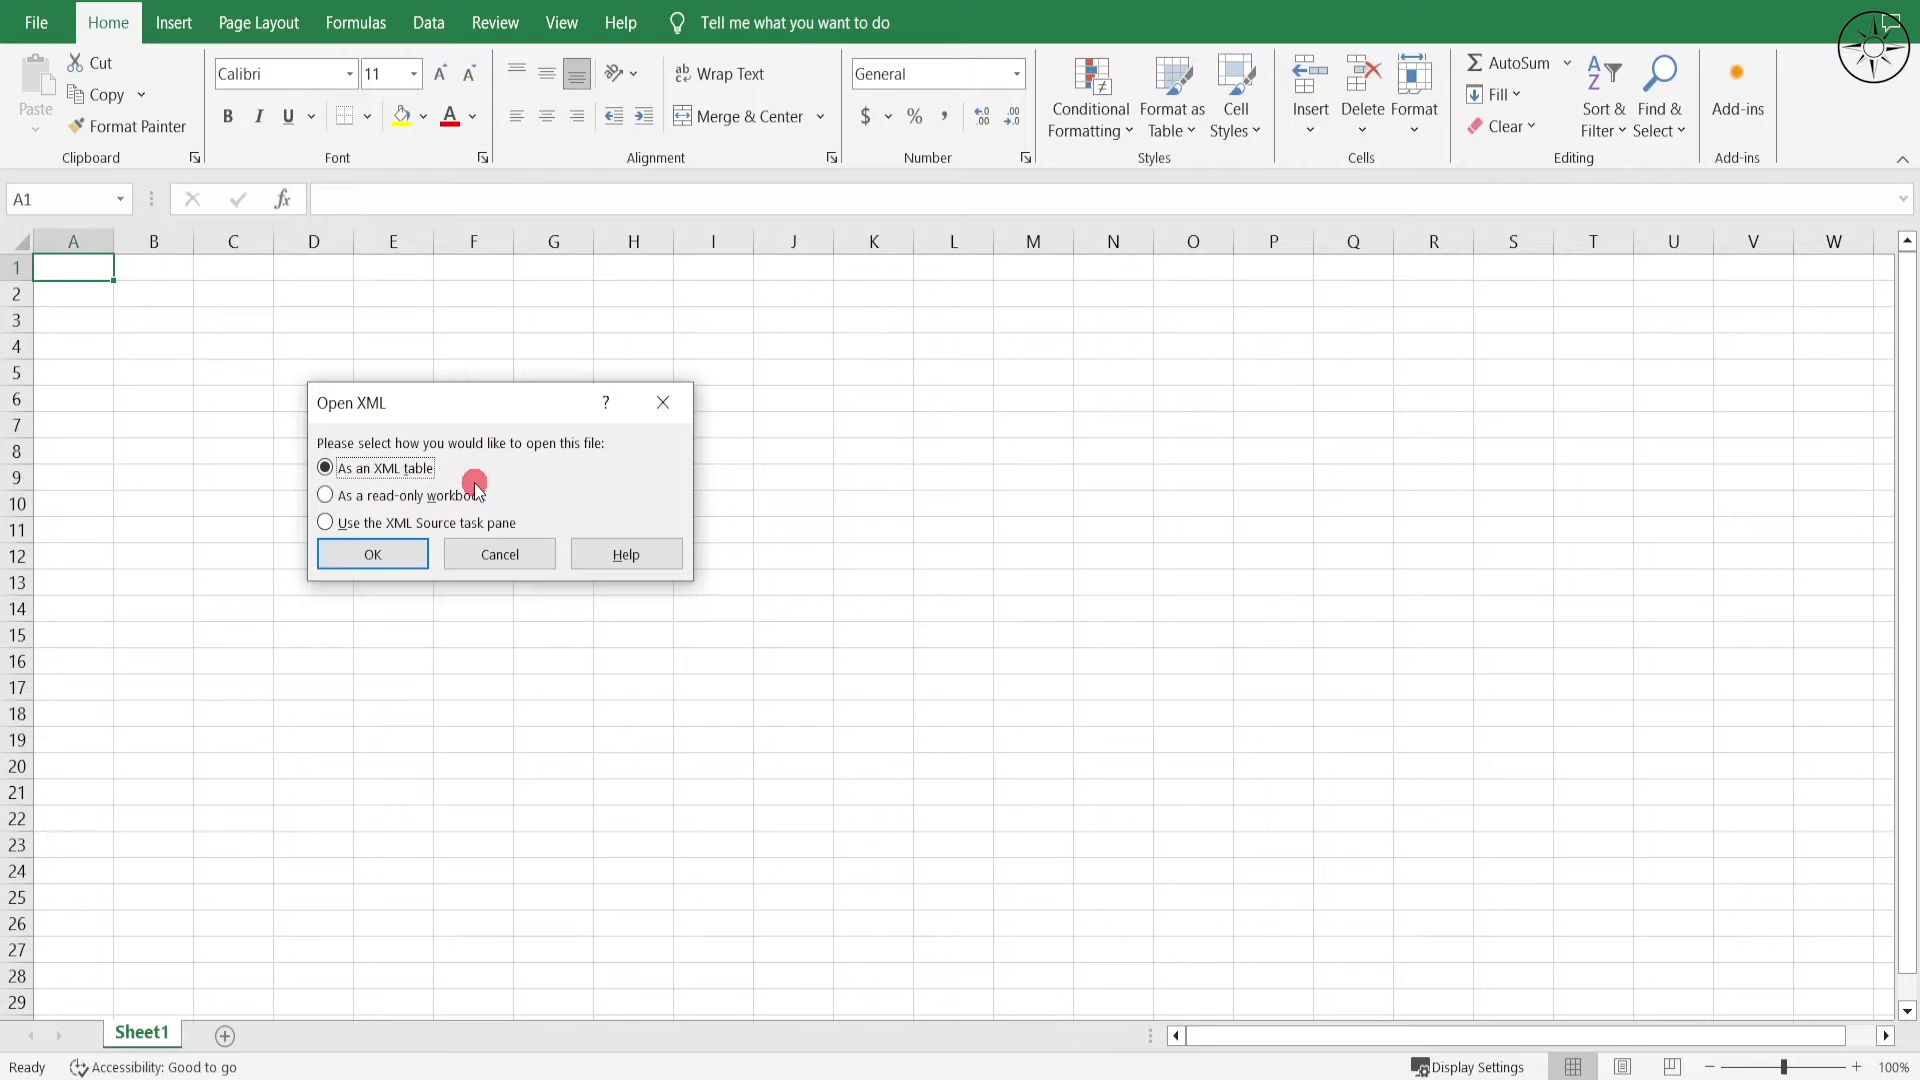 File Home Insert Page Layout Formulas Data Review View Help Tell me what you want to do
Paste
Cut
Copy
Format Painter
Clipboard
Calibri 11
B I U
Font
ab Wrap Text
Merge & Center
Alignment
General
$ % ,
Number
Conditional
Formatting
Format as
Table
Cell
Styles
Styles
Insert
Delete
Format
Cells
AutoSum
Fill
Clear
Sort &
Filter
Find &
Select
Editing
Add-ins
Add-ins
A1 fx
A B C D E F G H I J K L M N O P Q R S T U V W
1
2
3
4
5
6
7
8
9
10
11
12
13
14
15
16
17
18
19
20
21
22
23
24
25
26
27
28
29
Open XML ?
Please select how you would like to open this file:
As an XML table
As a read-only
Use the XML Source task pane
OK Cancel Help
Sheet1
Ready Accessibility: Good to go Display Settings 100%